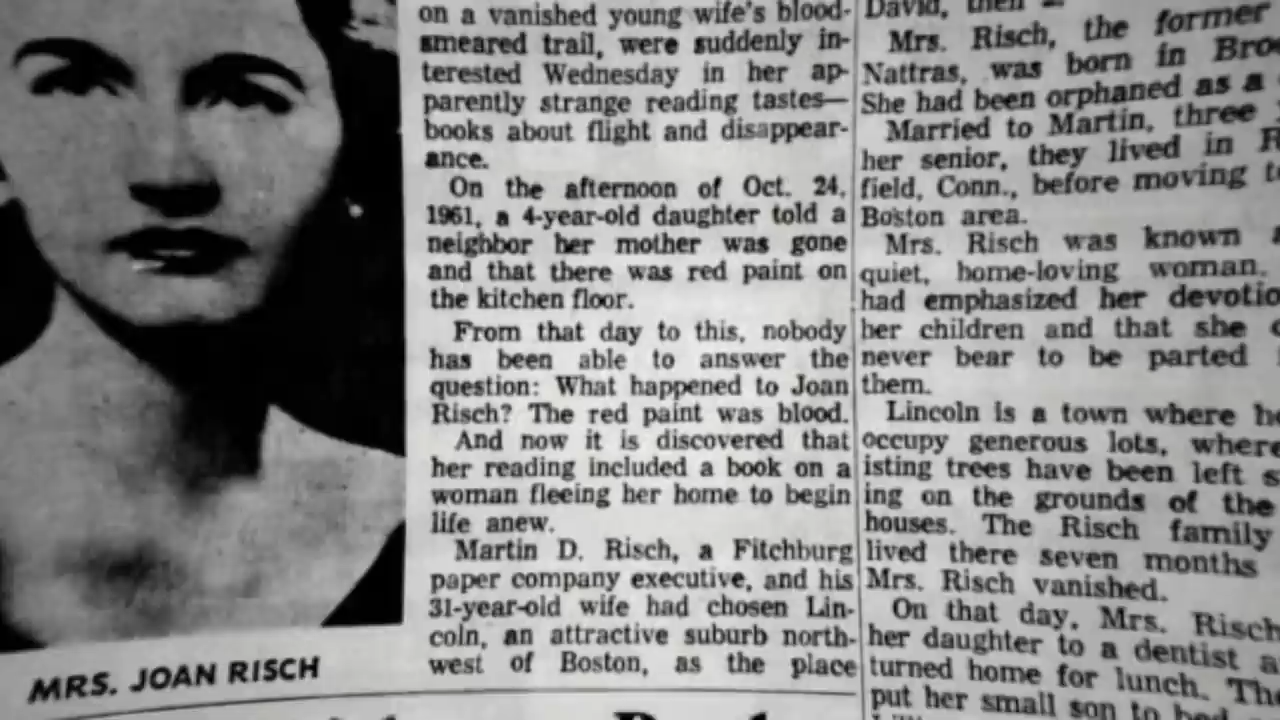 on a vanished young wife's blood-
smeared trail, were suddenly in-
terested Wednesday in her ap-
parently strange reading tastes—
books about flight and disappear-
ance.
On the afternoon of Oct. 24,
1961, a 4-year-old daughter told a
neighbor her mother was gone
and that there was red paint on
the kitchen floor.
From that day to this, nobody
has been able to answer the
question: What happened to Joan
Risch? The red paint was blood.
And now it is discovered that
her reading included a book on a
woman fleeing her home to begin
life anew.
Martin D. Risch, a Fitchburg
paper company executive, and his
31-year-old wife had chosen Lin-
coln, an attractive suburb north-
west of Boston, as the place
David, then
Mrs. Risch, the former
Nattras, was born in Bro
She had been orphaned as a
Married to Martin, three
her senior, they lived in
field, Conn., before moving
Boston area.
Mrs. Risch was known
quiet, home-loving woman.
had emphasized her devotio
her children and that she
never bear to be parted
them.
Lincoln is a town where
occupy generous lots, where
isting trees have been left
ing on the grounds of the
houses. The Risch family
lived there seven months
Mrs. Risch vanished.
On that day, Mrs. Risch
her daughter to a dentist
turned home for lunch.
put her small son to bed
MRS. JOAN RISCH